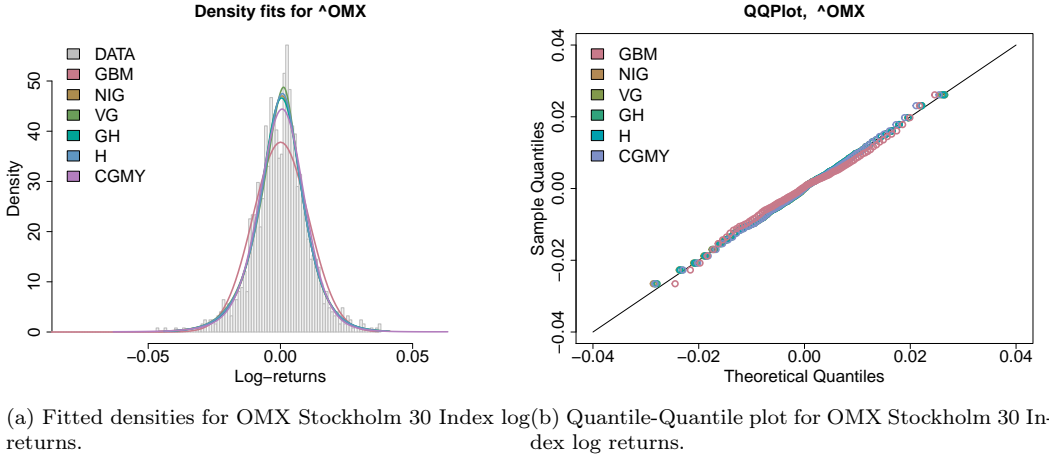 Density fits for ^OMX
DATA
GBM
NIG
VG
GH
H
CGMY
Density
0
10
20
30
40
50
−0.05
0.00
0.05
Log−returns
(a) Fitted densities for OMX Stockholm 30 Index log
returns.
QQPlot, ^OMX
GBM
NIG
VG
GH
H
CGMY
Sample Quantiles
0.04
0.02
0.00
−0.02
−0.04
−0.04
−0.02
0.00
0.02
0.04
Theoretical Quantiles
(b) Quantile-Quantile plot for OMX Stockholm 30 In-
dex log returns.